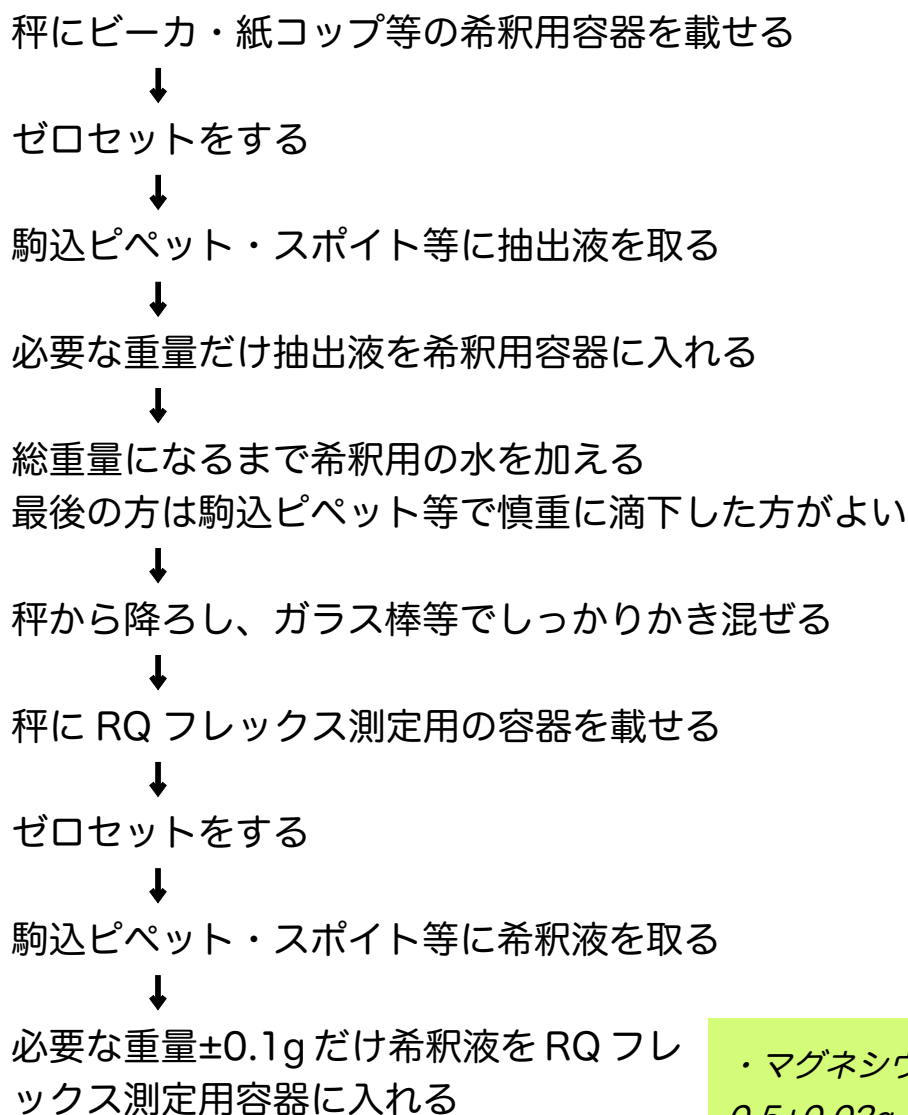 秤にビーカ・紙コップ等の希釈用容器を載せる
↓
ゼロセットをする
↓
駒込ピペット・スポイト等に抽出液を取る
↓
必要な重量だけ抽出液を希釈用容器に入れる
↓
総重量になるまで希釈用の水を加える
最後の方は駒込ピペット等で慎重に滴下した方がよい
↓
秤から降ろし、ガラス棒等でしっかりかき混ぜる
↓
秤に RQ フレックス測定用の容器を載せる
↓
ゼロセットをする
↓
駒込ピペット・スポイト等に希釈液を取る
↓
必要な重量±0.1g だけ希釈液を RQ フレ
ックス測定用容器に入れる
・マグネシウ